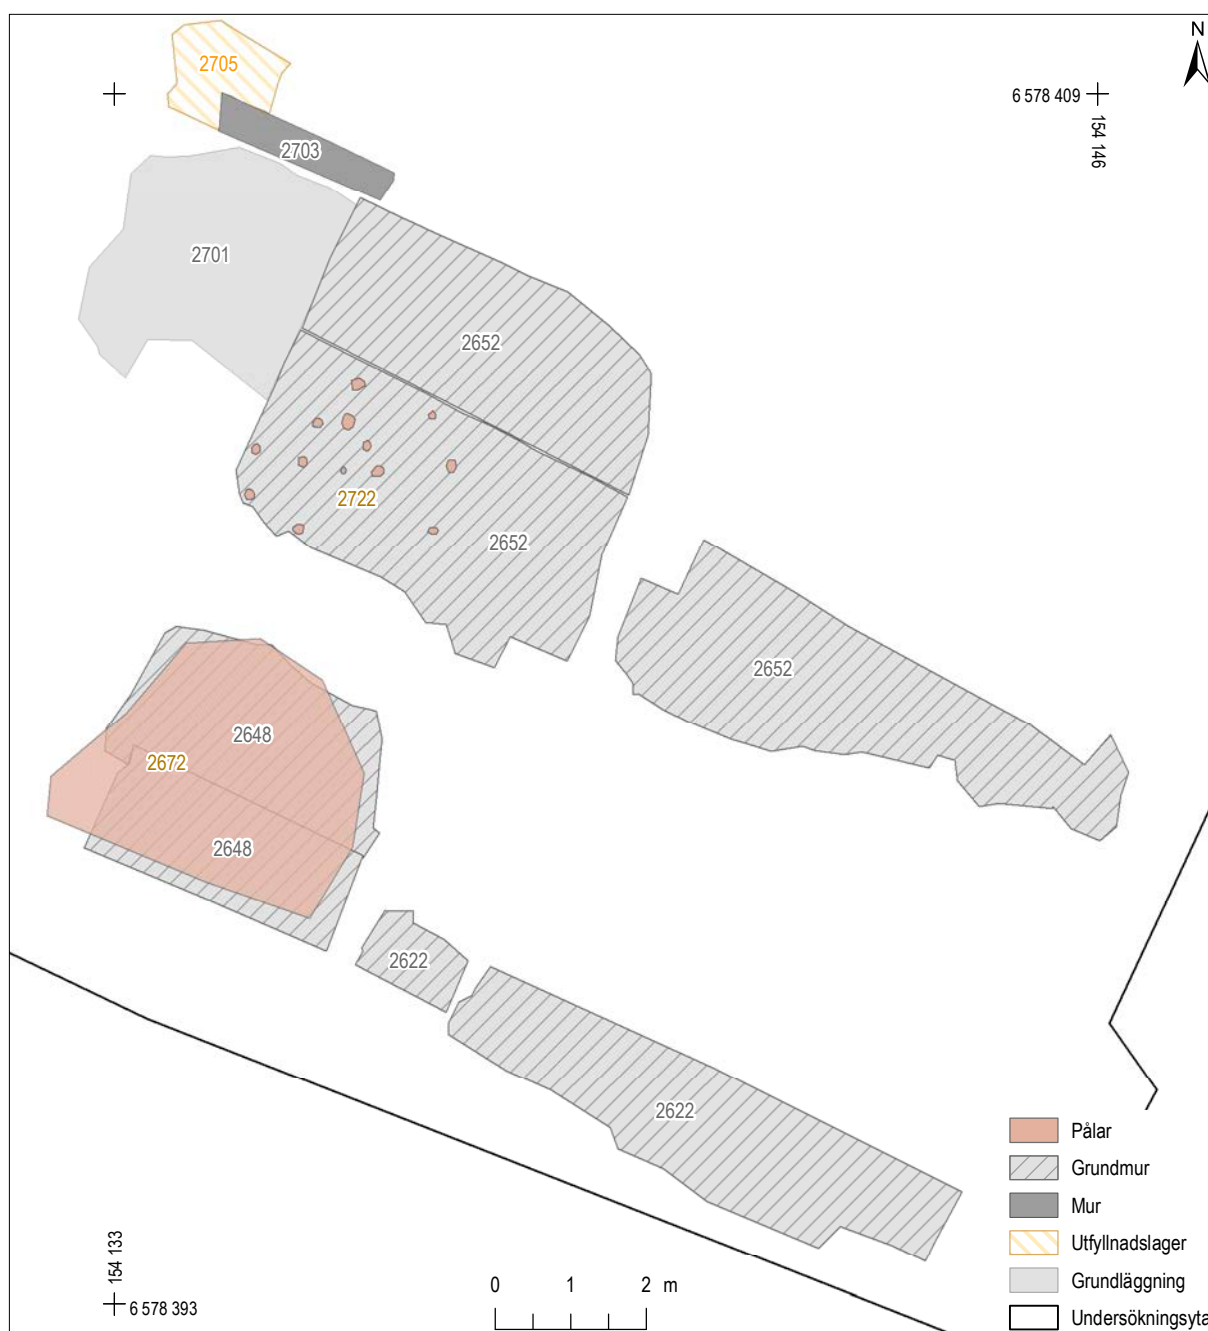 N
2705
6 578 409
154 146
2703
2701
2652
2722
2652
2652
2648
2672
2648
2622
2622
Pålar
Grundmur
Mur
Utfyllnadslager
Grundläggning
Undersökningsyta
154 133
6 578 393
0 1 2 m